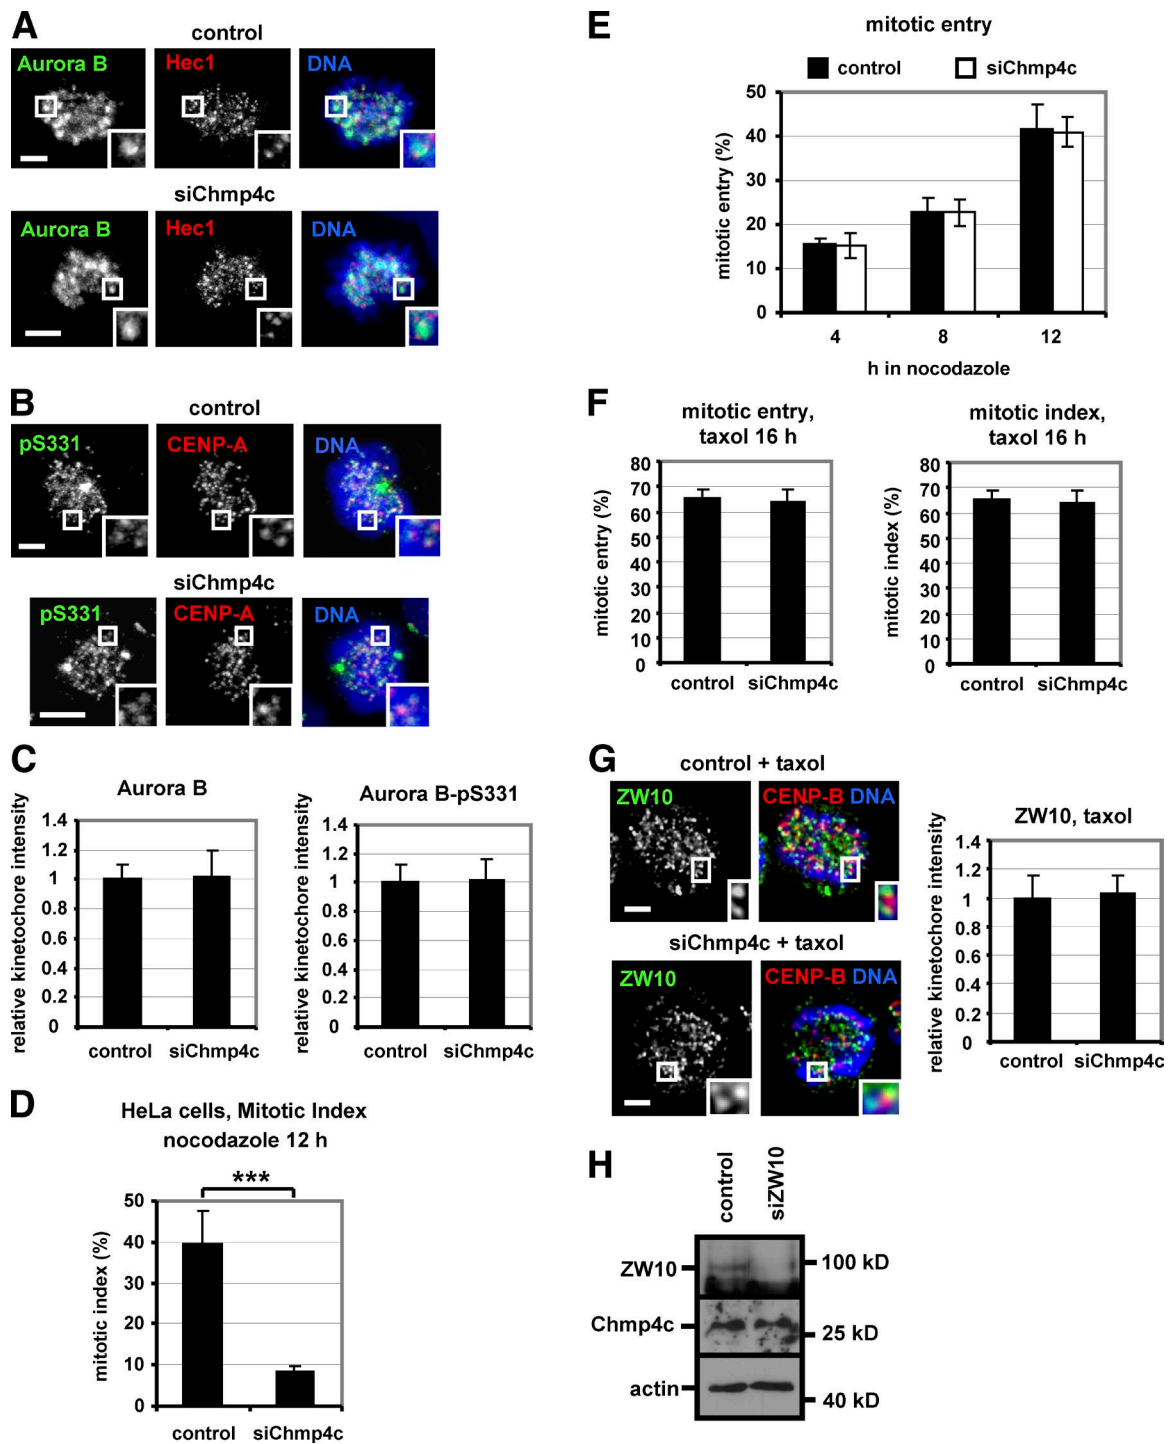 A
control
Aurora B
Hec1
DNA
siChmp4c
Aurora B
Hec1
DNA
B
control
pS331
CENP-A
DNA
siChmp4c
pS331
CENP-A
DNA
C
Aurora B
relative kinetochore intensity
1.4
1.2
1
0.8
0.6
0.4
0.2
0
control
siChmp4c
Aurora B-pS331
relative kinetochore intensity
1.4
1.2
1
0.8
0.6
0.4
0.2
0
control
siChmp4c
D
HeLa cells, Mitotic Index
nocodazole 12 h
***
mitotic index (%)
50
40
30
20
10
0
control
siChmp4c
E
mitotic entry
control
siChmp4c
mitotic entry (%)
50
40
30
20
10
0
4
8
12
h in nocodazole
F
mitotic entry,
taxol 16 h
mitotic entry (%)
80
70
60
50
40
30
20
10
0
control
siChmp4c
mitotic index,
taxol 16 h
mitotic index (%)
80
70
60
50
40
30
20
10
0
control
siChmp4c
G
control + taxol
ZW10
CENP-B DNA
siChmp4c + taxol
ZW10
CENP-B DNA
ZW10, taxol
relative kinetochore intensity
1.4
1.2
1
0.8
0.6
0.4
0.2
0
control
siChmp4c
H
control
siZW10
ZW10
100 kD
Chmp4c
25 kD
actin
40 kD